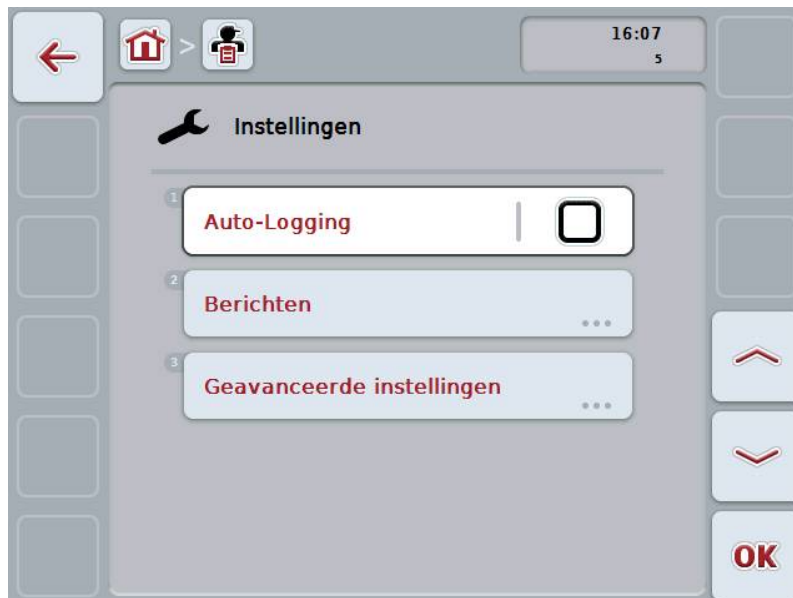 >
16:07
5
Instellingen
1
Auto-Logging
2
Berichten
...
3
Geavanceerde instellingen
...
OK